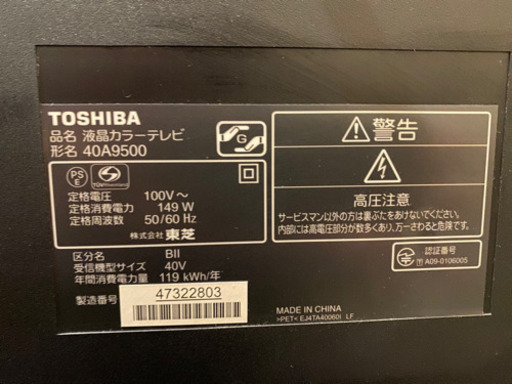 TOSHIBA
品名 液晶カラーテレビ
形名 40A9500
G
PS
E
TÜVRheinland
定格電圧 100V～
定格消費電力 149 W
定格周波数 50/60 Hz
株式会社 東芝
区分名 BII
受信機型サイズ 40V
年間消費電力量 119 kWh/年
製造番号 47322803
警告
高圧注意
サービスマン以外の方は裏ぶたをあけないでください。
内部には高電圧部分が数多くあり、万一さわると危険です。
認証番号
A09-0106005
MADE IN CHINA
>PET< EJ4TA40060I LF